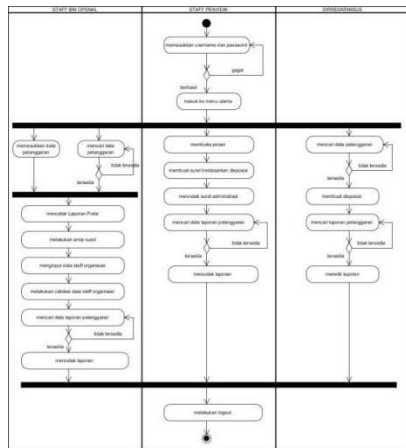 STAFF BIN OPSNAL
STAFF PENYIDIK
DIRRESKRIMSUS
memasukkan username dan password
gagal
berhasil
masuk ke menu utama
memasukkan data
pelanggaran
mencari data
pelanggaran
tidak tersedia
tersedia
mencetak Laporan Polisi
melakukan arsip surat
menginput data staff organisasi
melakukan validasi data staff organisasi
mencari data laporan pelanggaran
tidak tersedia
tersedia
mencetak laporan
membuka pesan
membuat surat berdasarkan disposisi
mencetak surat administrasi
mencari data laporan pelanggaran
tidak tersedia
tersedia
mencetak laporan
mencari data pelanggaran
tidak tersedia
tersedia
membuat disposisi
mencari laporan pelanggaran
tidak tersedia
tersedia
meneliti laporan
melakukan logout